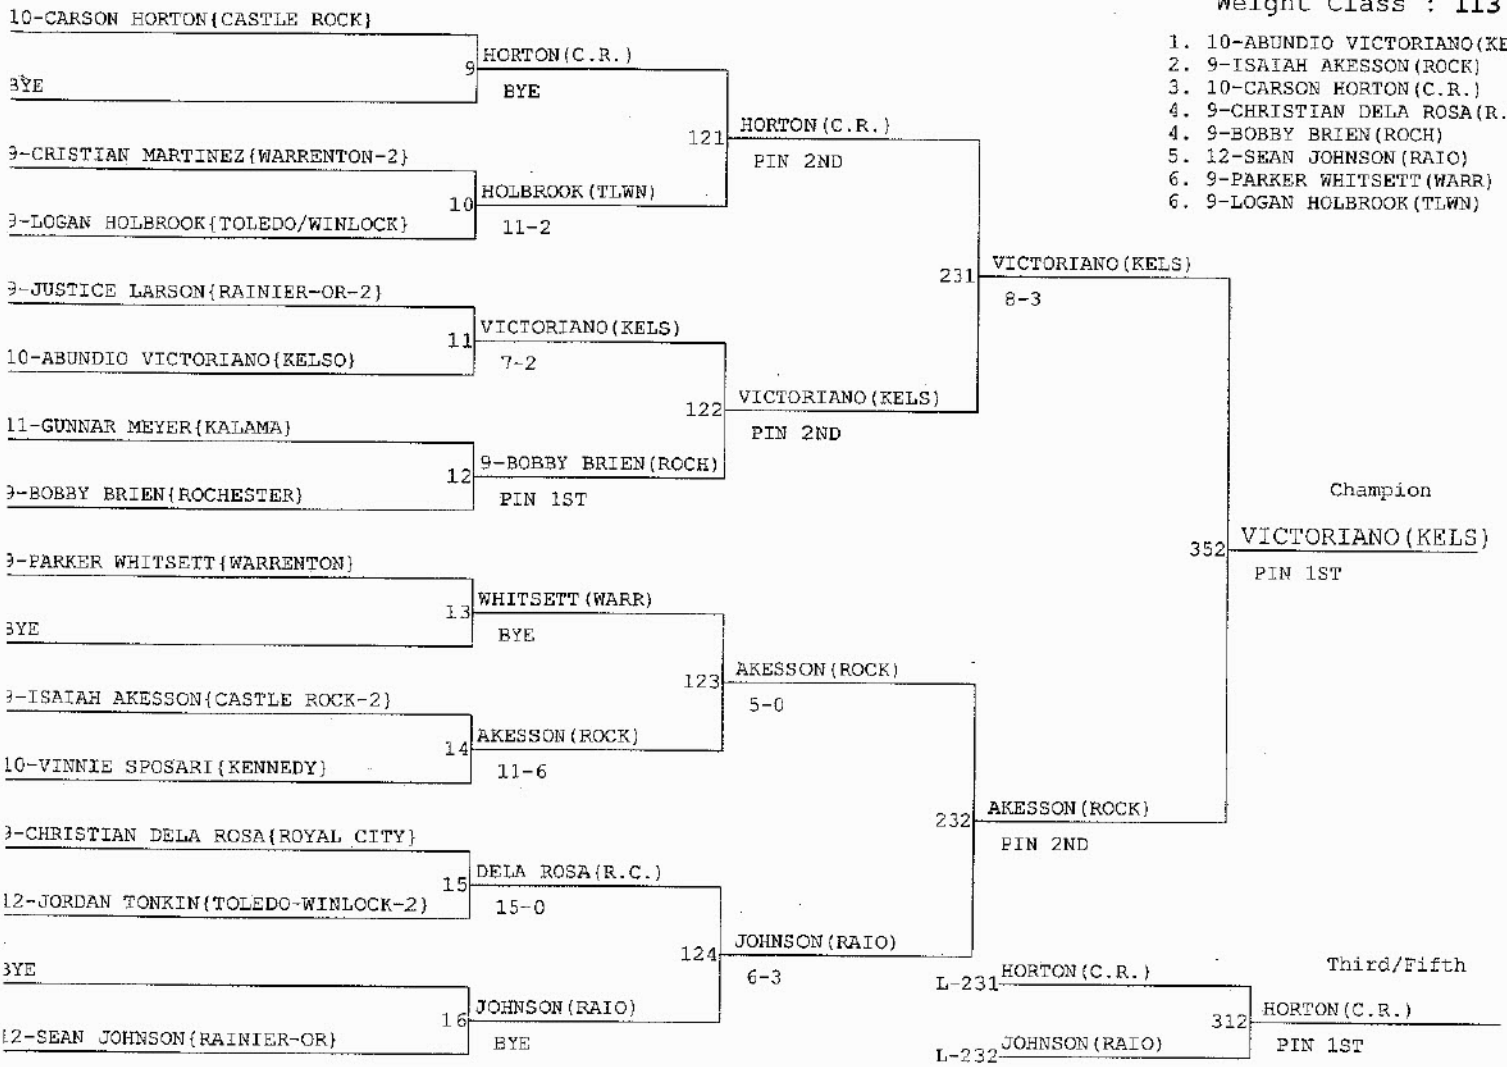 Weight Class : 113
10-CARSON HORTON{CASTLE ROCK}
9
HORTON(C.R.)
BYE
BYE
121
HORTON(C.R.)
PIN 2ND
9-CRISTIAN MARTINEZ{WARRENTON-2}
10
HOLBROOK(TLWN)
11-2
9-LOGAN HOLBROOK{TOLEDO/WINLOCK}
231
VICTORIANO(KELS)
8-3
9-JUSTICE LARSON{RAINIER-OR-2}
11
VICTORIANO(KELS)
7-2
10-ABUNDIO VICTORIANO{KELSO}
122
VICTORIANO(KELS)
PIN 2ND
11-GUNNAR MEYER{KALAMA}
12
9-BOBBY BRIEN(ROCH)
PIN 1ST
9-BOBBY BRIEN{ROCHESTER}
Champion
352
VICTORIANO(KELS)
PIN 1ST
9-PARKER WHITSETT{WARRENTON}
13
WHITSETT(WARR)
BYE
BYE
123
AKESSON(ROCK)
5-0
9-ISAIAH AKESSON{CASTLE ROCK-2}
14
AKESSON(ROCK)
11-6
10-VINNIE SPOSARI{KENNEDY}
232
AKESSON(ROCK)
PIN 2ND
9-CHRISTIAN DELA ROSA{ROYAL CITY}
15
DELA ROSA(R.C.)
15-0
12-JORDAN TONKIN{TOLEDO-WINLOCK-2}
124
JOHNSON(RAIO)
6-3
BYE
16
JOHNSON(RAIO)
BYE
12-SEAN JOHNSON{RAINIER-OR}
1. 10-ABUNDIO VICTORIANO(KE
2. 9-ISAIAH AKESSON(ROCK)
3. 10-CARSON HORTON(C.R.)
4. 9-CHRISTIAN DELA ROSA(R.
4. 9-BOBBY BRIEN(ROCH)
5. 12-SEAN JOHNSON(RAIO)
6. 9-PARKER WHITSETT(WARR)
6. 9-LOGAN HOLBROOK(TLWN)
Third/Fifth
L-231
HORTON(C.R.)
312
HORTON(C.R.)
PIN 1ST
L-232
JOHNSON(RAIO)